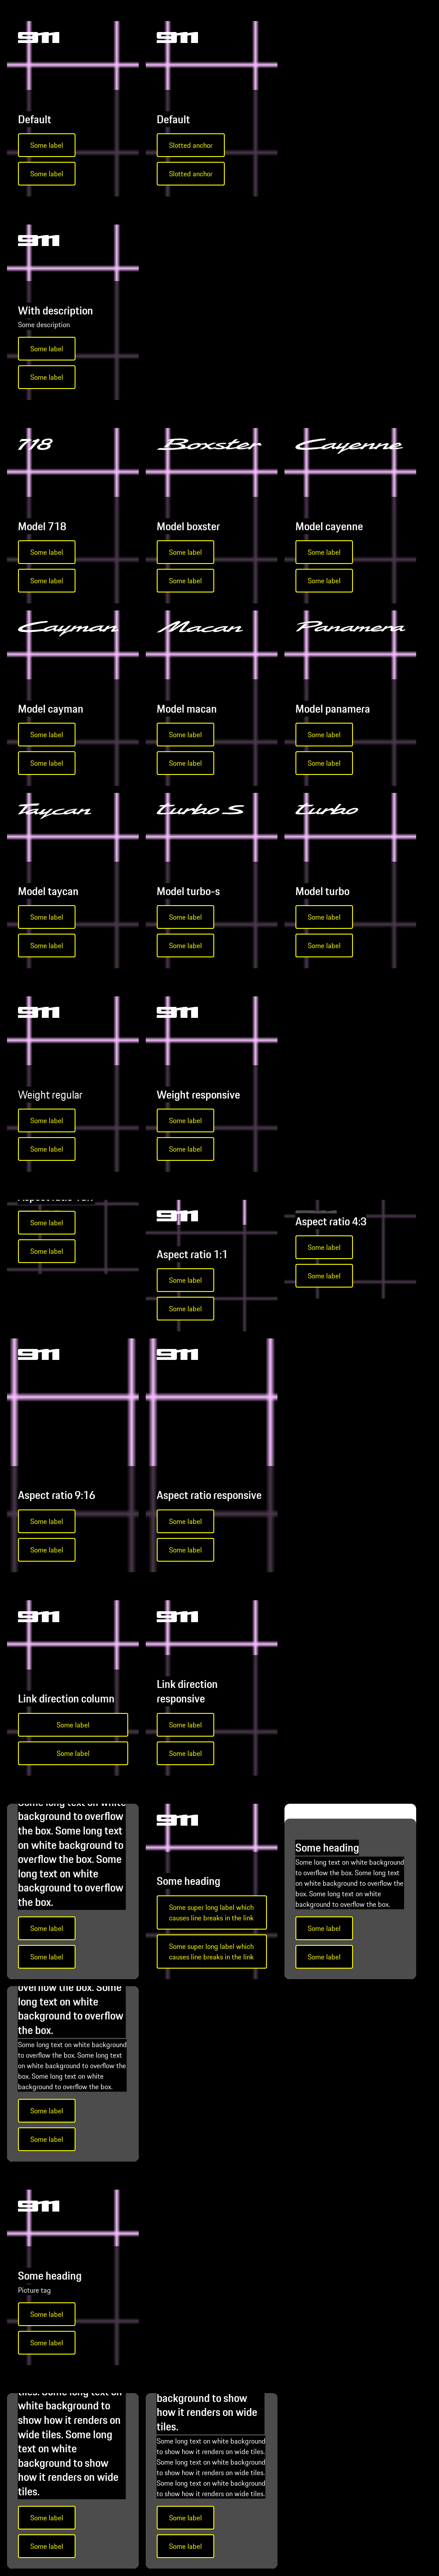 911
911
Default
Default
Some label
Slotted anchor
Some label
Slotted anchor
911
With description
Some description
Some label
Some label
718
Boxster
Cayenne
Model 718
Model boxster
Model cayenne
Some label
Some label
Some label
Some label
Some label
Some label
Cayman
Macan
Panamera
Model cayman
Model macan
Model panamera
Some label
Some label
Some label
Some label
Some label
Some label
Taycan
turbo S
turbo
Model taycan
Model turbo-s
Model turbo
Some label
Some label
Some label
Some label
Some label
Some label
911
911
Weight regular
Weight responsive
Some label
Some label
Some label
Some label
Some label
Some label
911
Aspect ratio 1:1
Some label
Some label
Aspect ratio 4:3
Some label
Some label
911
911
Aspect ratio 9:16
Aspect ratio responsive
Some label
Some label
Some label
Some label
911
911
Link direction column
Link direction
responsive
Some label
Some label
Some label
Some label
Some long text on white
background to overflow
the box. Some long text
on white background to
overflow the box. Some
long text on white
background to overflow
the box.
Some label
Some label
911
Some heading
Some super long label which
causes line breaks in the link
Some super long label which
causes line breaks in the link
Some heading
Some long text on white background
to overflow the box. Some long text
on white background to overflow the
box. Some long text on white
background to overflow the box.
Some label
Some label
overflow the box. Some
long text on white
background to overflow
the box.
Some long text on white background
to overflow the box. Some long text
on white background to overflow the
box. Some long text on white
background to overflow the box.
Some label
Some label
911
Some heading
Picture tag
Some label
Some label
tiles. Some long text on
white background to
show how it renders on
wide tiles. Some long
text on white
background to show
how it renders on wide
tiles.
Some label
Some label
background to show
how it renders on wide
tiles.
Some long text on white background
to show how it renders on wide tiles.
Some long text on white background
to show how it renders on wide tiles.
Some long text on white background
to show how it renders on wide tiles.
Some label
Some label